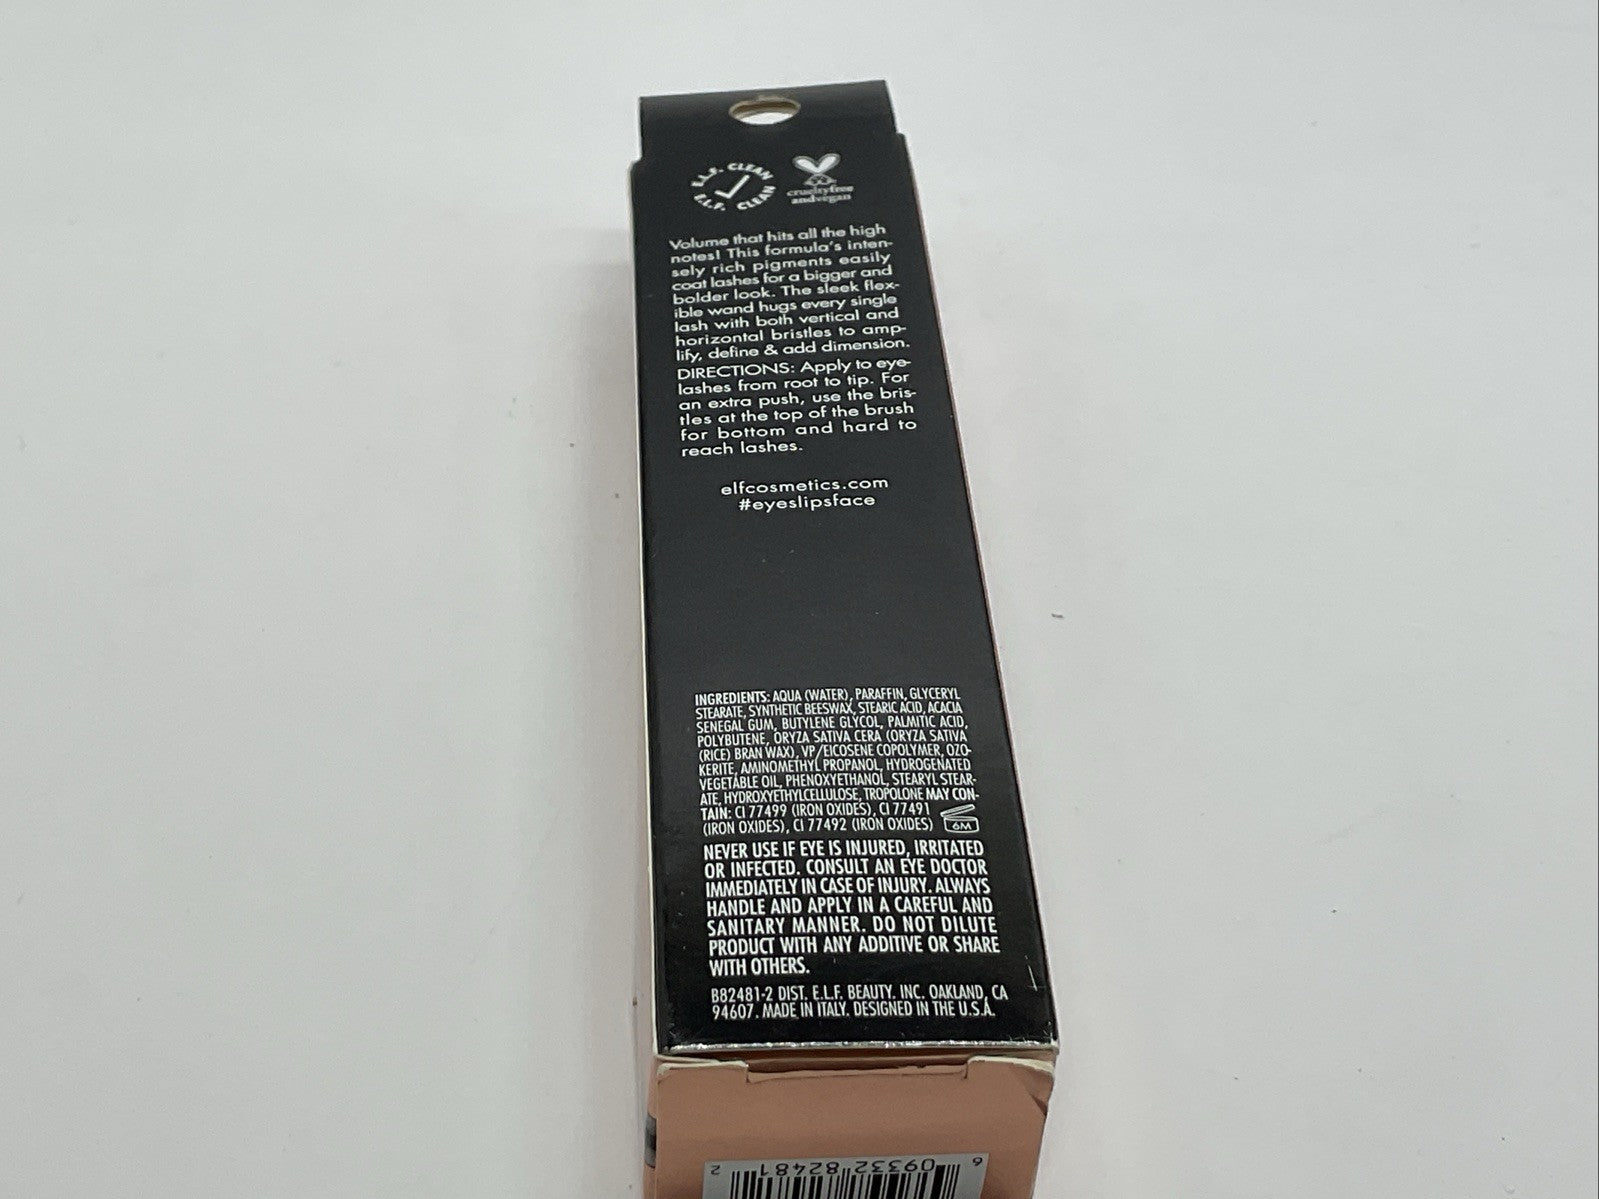 E.L.F. CLEAN
E.L.F. CLEAN
crueltyfree
andvegan
Volume that hits all the high
notes! This formula's inten-
sely rich pigments easily
coat lashes for a bigger and
bolder look. The sleek flex-
ible wand hugs every single
lash with both vertical and
horizontal bristles to amp-
lify, define & add dimension.
DIRECTIONS: Apply to eye-
lashes from root to tip. For
an extra push, use the bris-
tles at the top of the brush
for bottom and hard to
reach lashes.
elfcosmetics.com
#eyeslipsface
INGREDIENTS: AQUA (WATER), PARAFFIN, GLYCERYL
STEARATE, SYNTHETIC BEESWAX, STEARIC ACID, ACACIA
SENEGAL GUM, BUTYLENE GLYCOL, PALMITIC ACID,
POLYBUTENE, ORYZA SATIVA CERA (ORYZA SATIVA
(RICE) BRAN WAX), VP/EICOSENE COPOLYMER, OZO-
KERITE, AMINOMETHYL PROPANOL, HYDROGENATED
VEGETABLE OIL, PHENOXYETHANOL, STEARYL STEAR-
ATE, HYDROXYETHYLCELLULOSE, TROPOLONE MAY CON-
TAIN: CI 77499 (IRON OXIDES), CI 77491
(IRON OXIDES), CI 77492 (IRON OXIDES)
6M
NEVER USE IF EYE IS INJURED, IRRITATED
OR INFECTED. CONSULT AN EYE DOCTOR
IMMEDIATELY IN CASE OF INJURY. ALWAYS
HANDLE AND APPLY IN A CAREFUL AND
SANITARY MANNER. DO NOT DILUTE
PRODUCT WITH ANY ADDITIVE OR SHARE
WITH OTHERS.
B82481-2 DIST. E.L.F. BEAUTY, INC. OAKLAND, CA
94607. MADE IN ITALY. DESIGNED IN THE U.S.A.
6 09332 82481 2